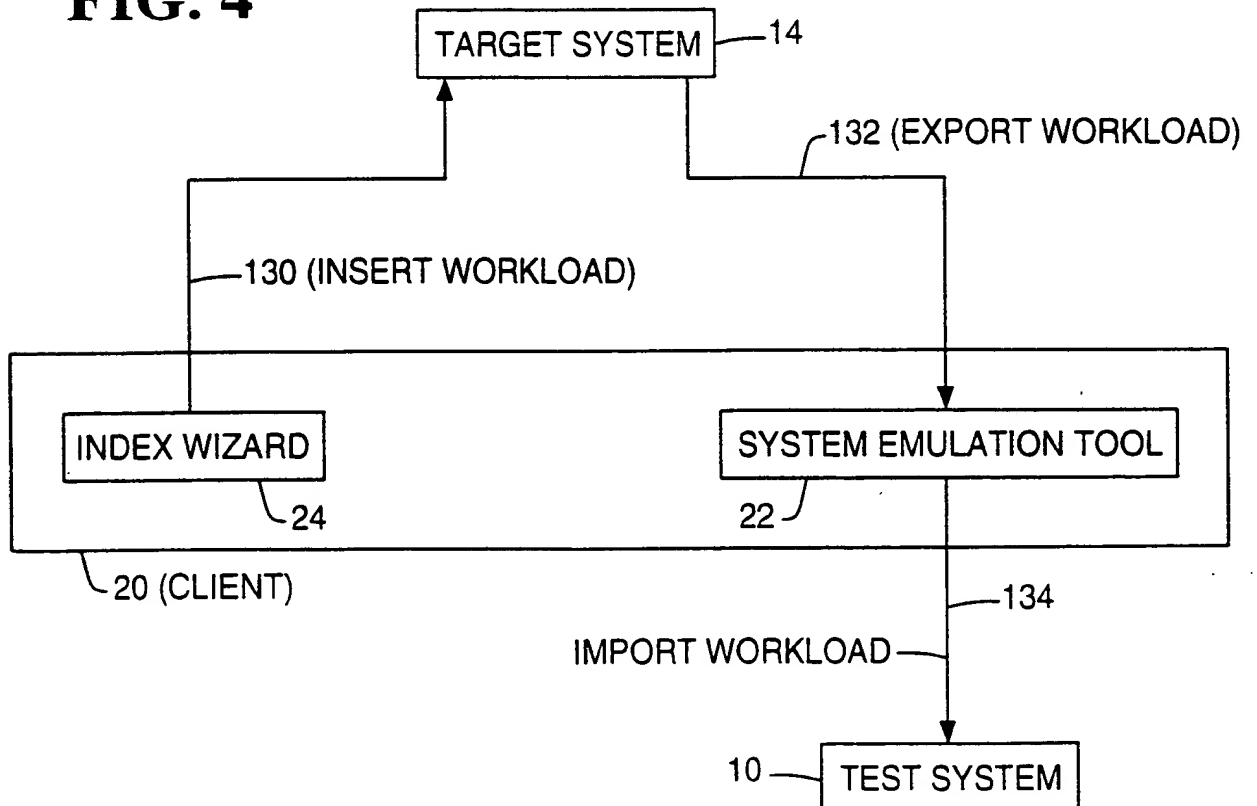 FIG. 4
TARGET SYSTEM
14
132 (EXPORT WORKLOAD)
130 (INSERT WORKLOAD)
INDEX WIZARD
SYSTEM EMULATION TOOL
24
22
20 (CLIENT)
134
IMPORT WORKLOAD
10
TEST SYSTEM